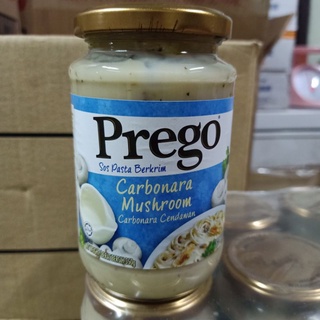 Prego
Sos Pasta Berkrim
Carbonara
Mushroom
Carbonara Cendawan